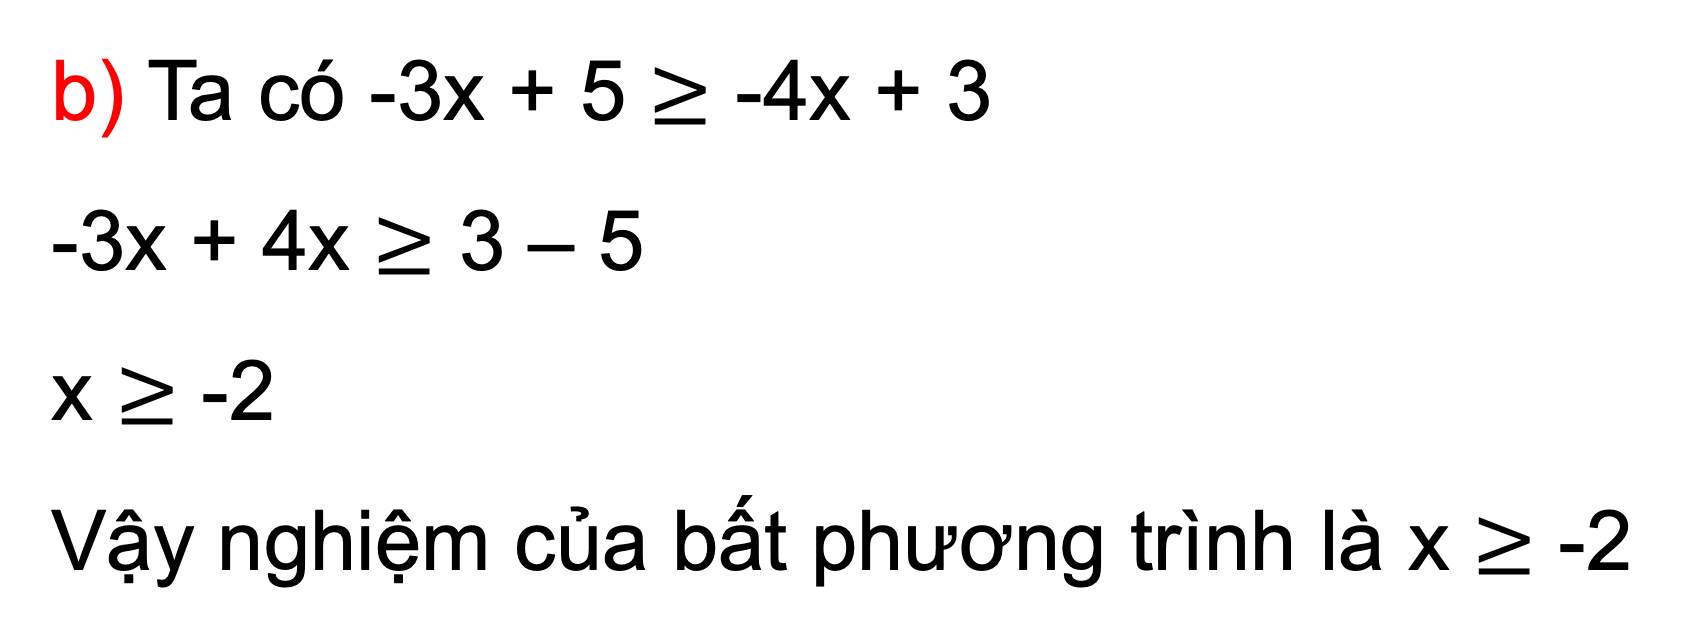 b) Ta có -3x + 5 ≥ -4x + 3
-3x + 4x ≥ 3 – 5
x ≥ -2
Vậy nghiệm của bất phương trình là x ≥ -2